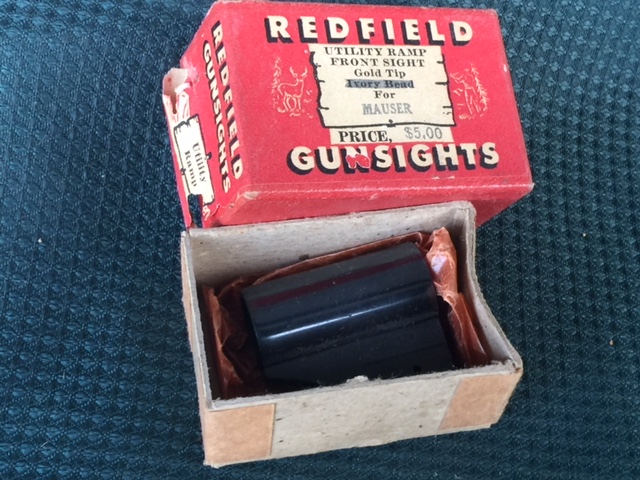 REDFIELD
UTILITY RAMP
FRONT SIGHT
Gold Tip
Ivory Bead
For
MAUSER
PRICE, $5.00
GUNSIGHTS
REDFIELD
GUNSIGHTS
Utility
Ramp